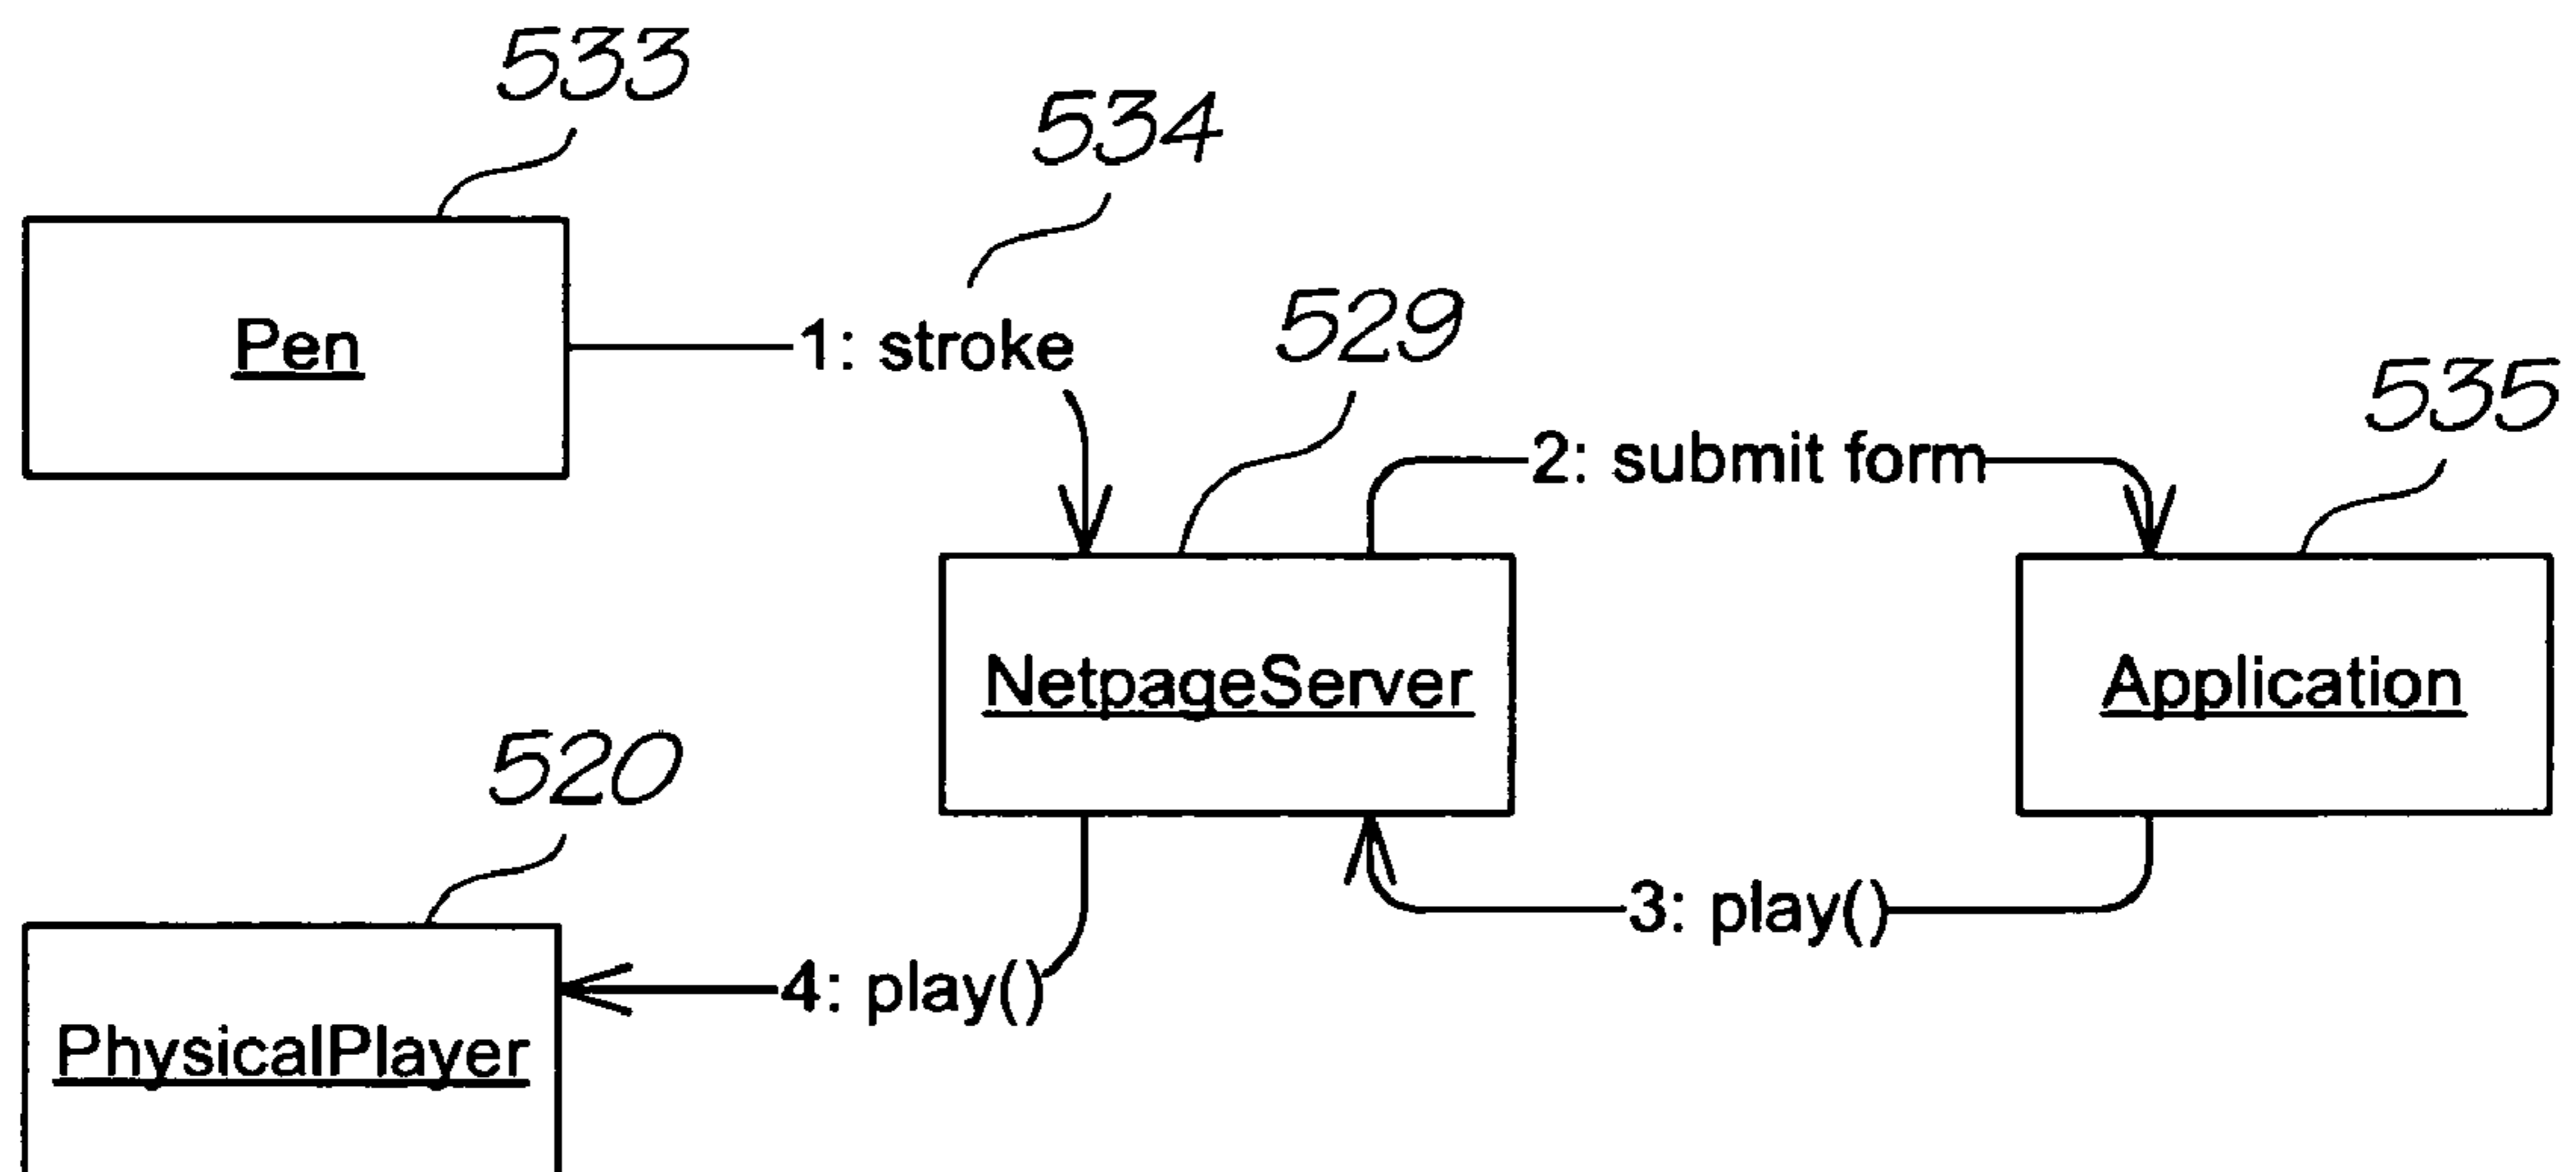 533
534
Pen
1: stroke
529
535
2: submit form
NetpageServer
Application
520
3: play()
4: play()
PhysicalPlayer